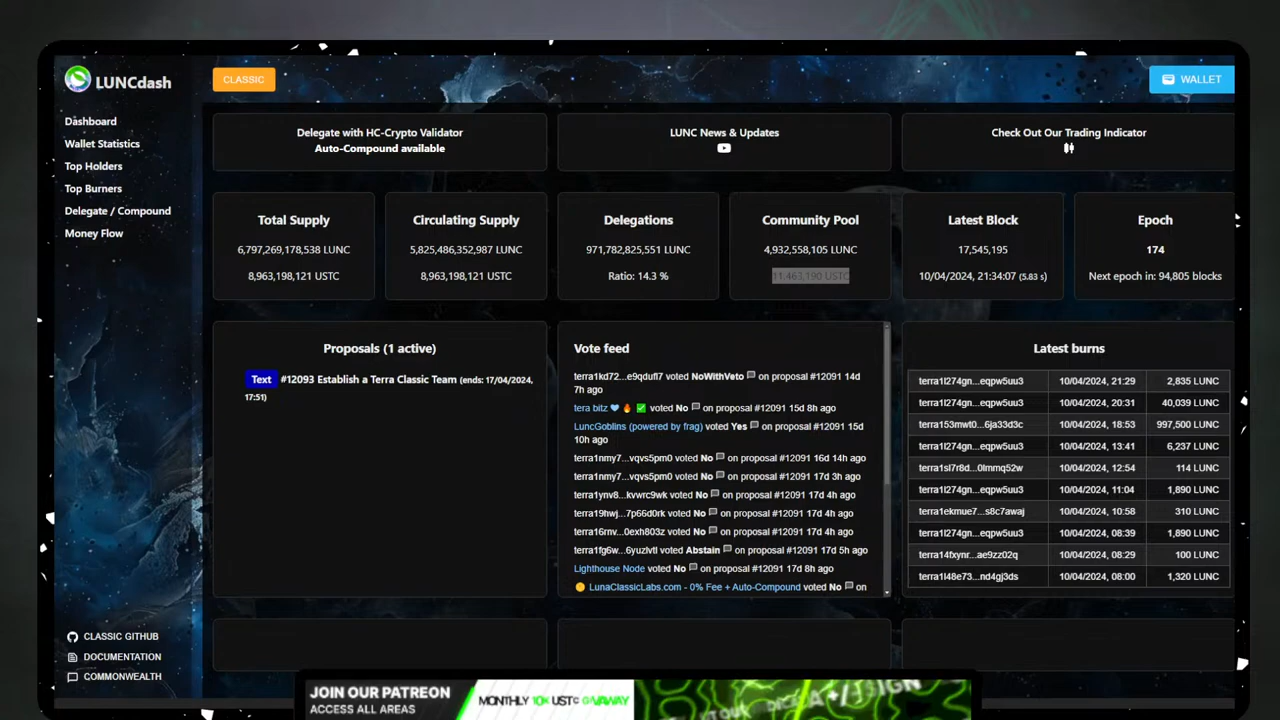 LUNCdash
CLASSIC
WALLET
Dashboard
Wallet Statistics
Top Holders
Top Burners
Delegate / Compound
Money Flow
Delegate with HC-Crypto Validator
Auto-Compound available
LUNC News & Updates
Check Out Our Trading Indicator
Total Supply
6,797,269,178,538 LUNC
8,963,198,121 USTC
Circulating Supply
5,825,486,352,987 LUNC
8,963,198,121 USTC
Delegations
971,782,825,551 LUNC
Ratio: 14.3 %
Community Pool
4,932,558,105 LUNC
11,463,190 USTC
Latest Block
17,545,195
10/04/2024, 21:34:07 (5.83 s)
Epoch
174
Next epoch in: 94,805 blocks
Proposals (1 active)
Text #12093 Establish a Terra Classic Team (ends: 17/04/2024,
17:51)
Vote feed
terra1kd72...e9qdufl7 voted NoWithVeto on proposal #12091 14d
7h ago
tera bitz 💙 🔥 ✅ voted No on proposal #12091 15d 8h ago
LuncGoblins (powered by frag) voted Yes on proposal #12091 15d
10h ago
terra1nmy7...vqvs5pm0 voted No on proposal #12091 16d 14h ago
terra1nmy7...vqvs5pm0 voted No on proposal #12091 17d 3h ago
terra1ynv8...kvwrc9wk voted No on proposal #12091 17d 4h ago
terra19hwj...7p66d0rk voted No on proposal #12091 17d 4h ago
terra16rnv...0exh803z voted No on proposal #12091 17d 4h ago
terra1fg6w...6yuzlvtl voted Abstain on proposal #12091 17d 5h ago
Lighthouse Node voted No on proposal #12091 17d 8h ago
LunaClassicLabs.com - 0% Fee + Auto-Compound voted No on
Latest burns
terra1l274gn...eqpw5uu3 10/04/2024, 21:29 2,835 LUNC
terra1l274gn...eqpw5uu3 10/04/2024, 20:31 40,039 LUNC
terra153mwt0...6ja33d3c 10/04/2024, 18:53 997,500 LUNC
terra1l274gn...eqpw5uu3 10/04/2024, 13:41 6,237 LUNC
terra1sl7r8d...0lmmq52w 10/04/2024, 12:54 114 LUNC
terra1l274gn...eqpw5uu3 10/04/2024, 11:04 1,890 LUNC
terra1ekmue7...s8c7awaj 10/04/2024, 10:58 310 LUNC
terra1l274gn...eqpw5uu3 10/04/2024, 08:39 1,890 LUNC
terra14fxynr...ae9zz02q 10/04/2024, 08:29 100 LUNC
terra1l48e73...nd4gj3ds 10/04/2024, 08:00 1,320 LUNC
CLASSIC GITHUB
DOCUMENTATION
COMMONWEALTH
JOIN OUR PATREON
ACCESS ALL AREAS
MONTHLY 10K USTC GIVAWAY